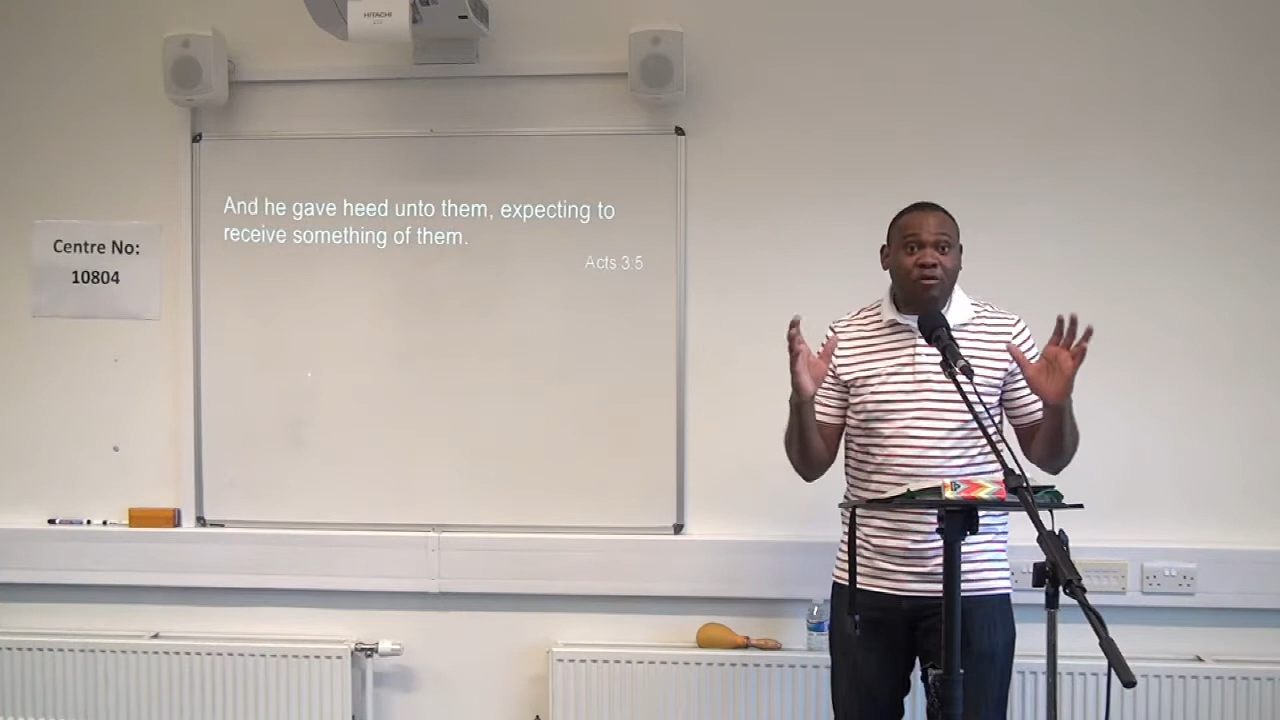 HITACHI
And he gave heed unto them, expecting to
receive something of them.
Acts 3:5
Centre No:
10804